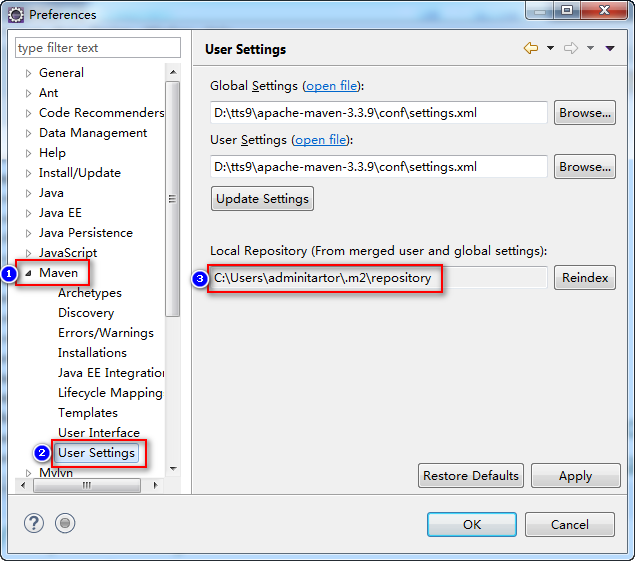 Preferences
type filter text
General
Ant
Code Recommenders
Data Management
Help
Install/Update
Java
Java EE
Java Persistence
JavaScript
1
Maven
Archetypes
Discovery
Errors/Warnings
Installations
Java EE Integration
Lifecycle Mappings
Templates
User Interface
2
User Settings
Mylyn
User Settings
Global Settings (open file):
D:\tts9\apache-maven-3.3.9\conf\settings.xml
Browse...
User Settings (open file):
D:\tts9\apache-maven-3.3.9\conf\settings.xml
Browse...
Update Settings
Local Repository (From merged user and global settings):
3
C:\Users\adminitartor\.m2\repository
Reindex
Restore Defaults
Apply
?
OK
Cancel